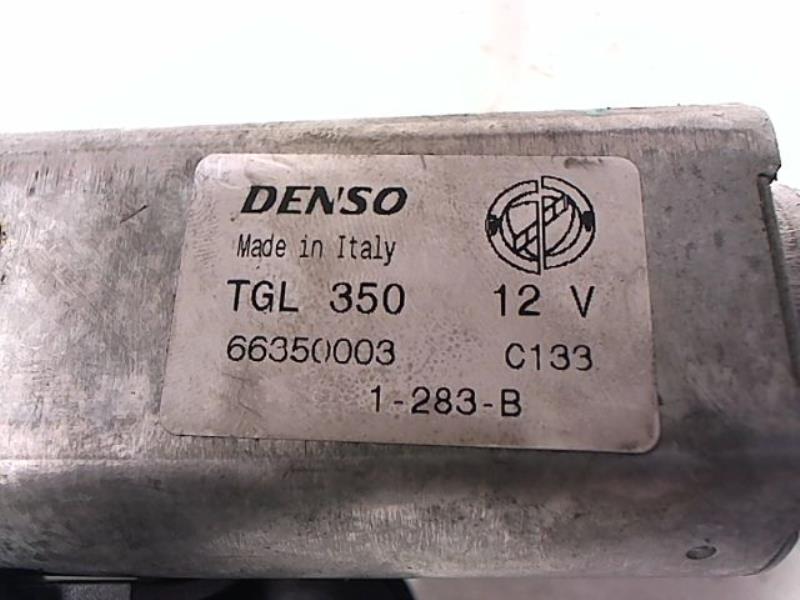 DENSO
Made in Italy
TGL 350 12 V
66350003 C133
1-283-B